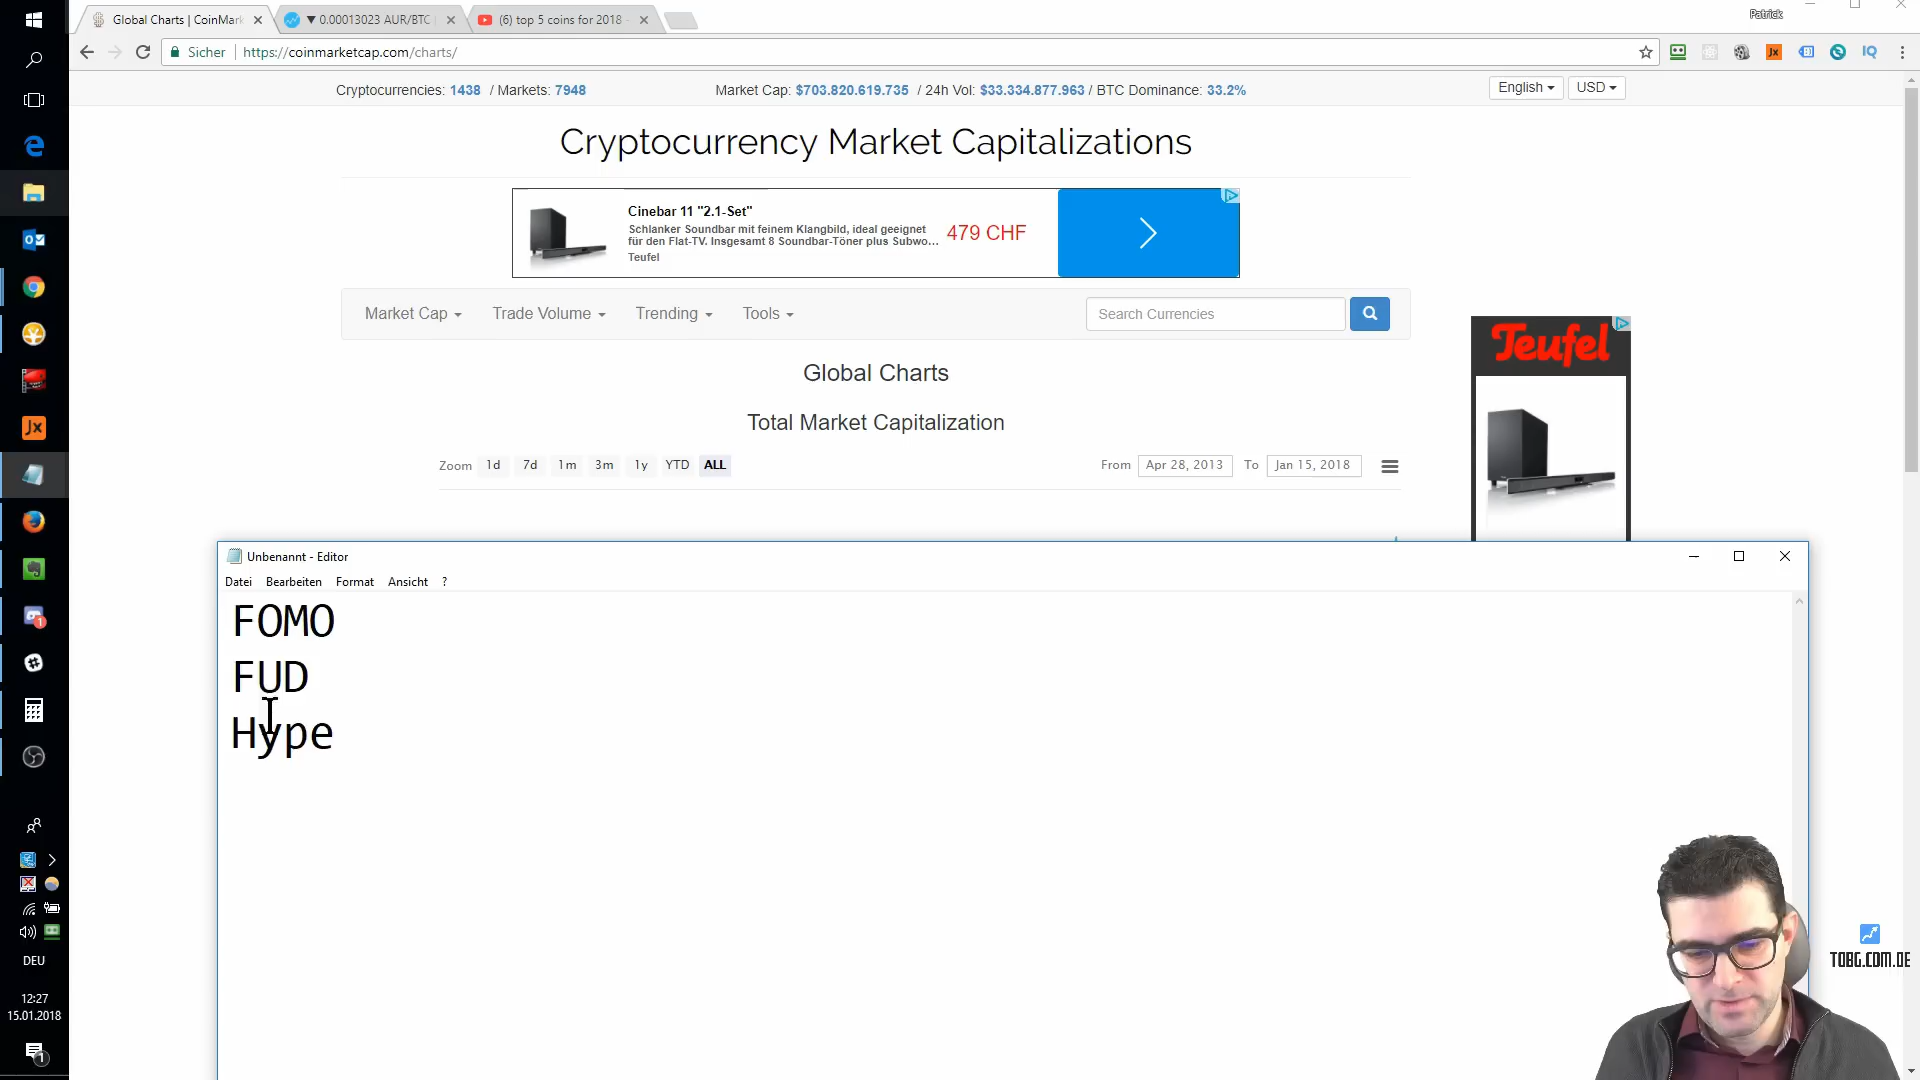 Global Charts | CoinMark
▼ 0.00013023 AUR/BTC
(6) top 5 coins for 2018 -
Patrick
Sicher
https://coinmarketcap.com/charts/
Jx
IQ
Cryptocurrencies: 1438 / Markets: 7948
Market Cap: $703.820.619.735 / 24h Vol: $33.334.877.963 / BTC Dominance: 33.2%
English
USD
Cryptocurrency Market Capitalizations
Cinebar 11 "2.1-Set"
Schlanker Soundbar mit feinem Klangbild, ideal geeignet
für den Flat-TV. Insgesamt 8 Soundbar-Töner plus Subwo...
Teufel
479 CHF
Market Cap
Trade Volume
Trending
Tools
Search Currencies
Teufel
Global Charts
Total Market Capitalization
Zoom 1d 7d 1m 3m 1y YTD ALL
From Apr 28, 2013 To Jan 15, 2018
Jx
Unbenannt - Editor
Datei Bearbeiten Format Ansicht ?
FOMO
FUD
Hype
TOBG.COM.DE
DEU
12:27
15.01.2018
1